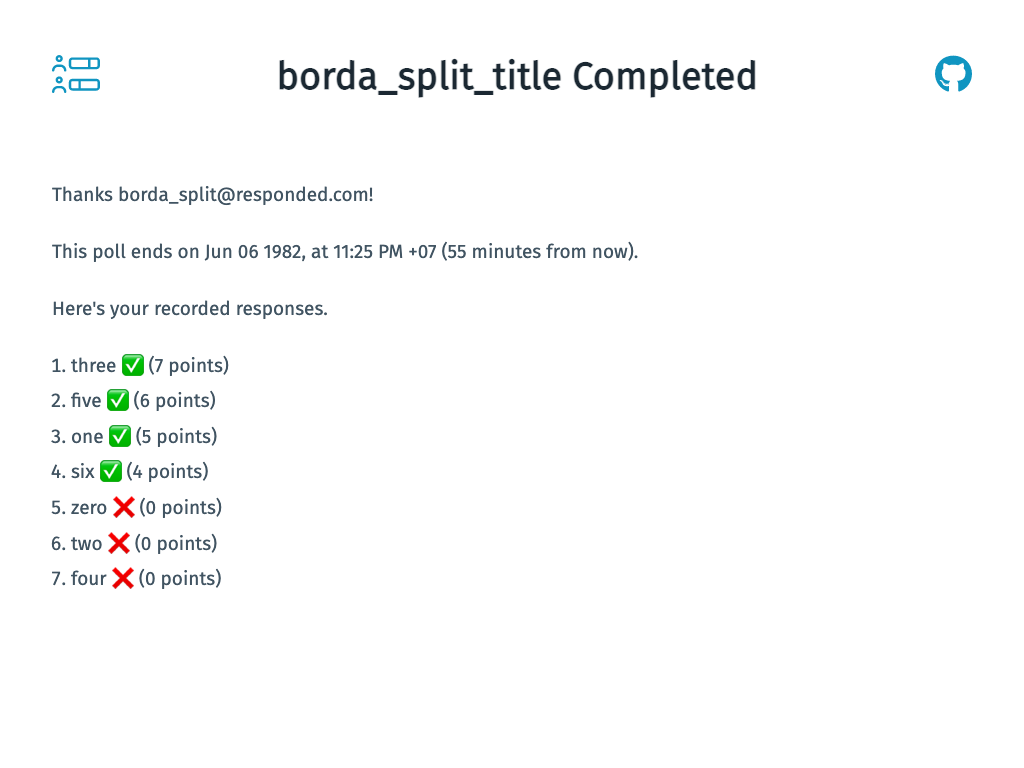 borda_split_title Completed
Thanks borda_split@responded.com!
This poll ends on Jun 06 1982, at 11:25 PM +07 (55 minutes from now).
Here's your recorded responses.
1. three ✅ (7 points)
2. five ✅ (6 points)
3. one ✅ (5 points)
4. six ✅ (4 points)
5. zero ❌ (0 points)
6. two ❌ (0 points)
7. four ❌ (0 points)